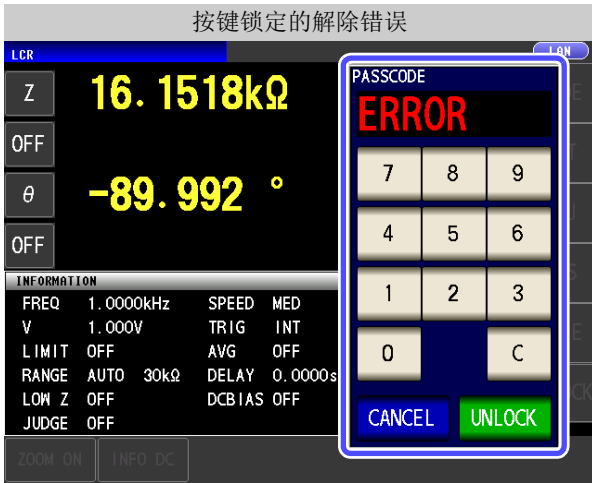 按键锁定的解除错误
LCR
LAN
Z 16.1518kΩ
OFF
θ -89.992 °
OFF
PASSCODE
ERROR
7 8 9
4 5 6
1 2 3
0 C
CANCEL UNLOCK
INFORMATION
FREQ 1.0000kHz SPEED MED
V 1.000V TRIG INT
LIMIT OFF AVG OFF
RANGE AUTO 30kΩ DELAY 0.0000s
LOW Z OFF DCBIAS OFF
JUDGE OFF
ZOOM ON INFO DC